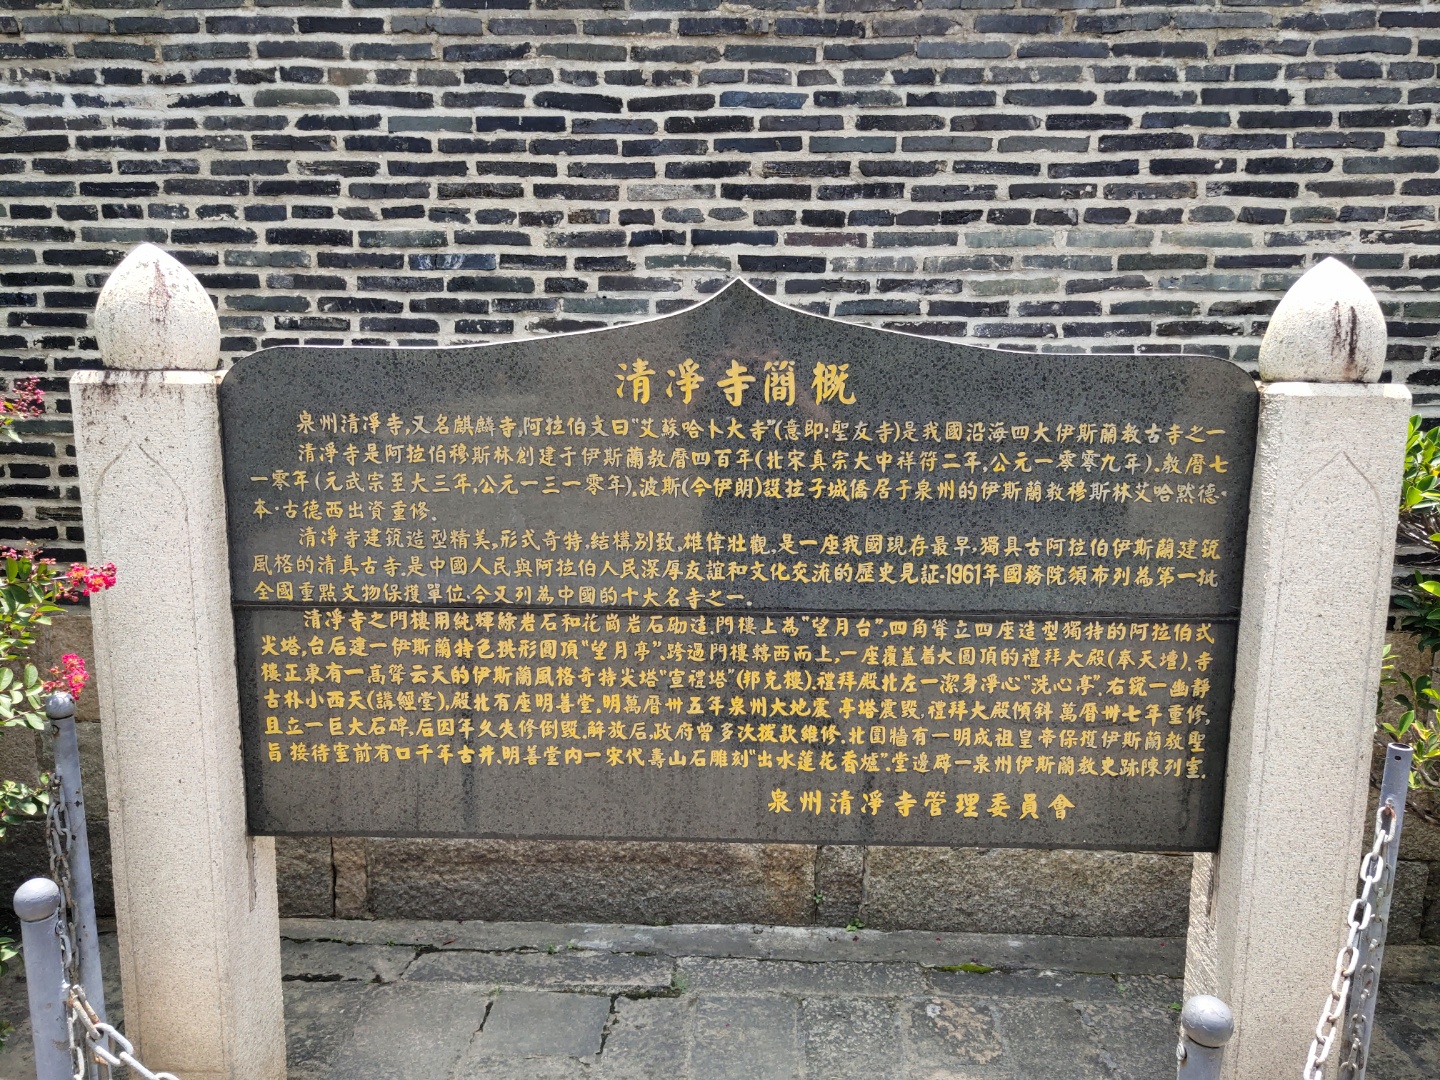 清淨寺簡概
泉州清淨寺,又名麒麟寺,阿拉伯文曰"艾蘇哈卜大寺"(意即:聖友寺)是我國沿海四大伊斯蘭教古寺之一
清淨寺是阿拉伯穆斯林創建于伊斯蘭教曆四百年(北宋真宗大中祥符二年,公元一零零九年).教曆七
一零年(元武宗至大三年,公元一三一零年).波斯(今伊朗)設拉子城僑居于泉州的伊斯蘭教穆斯林艾哈默德·
本·古德西出資重修.
清淨寺建筑造型精美,形式奇特,結構别致,雄偉壯觀.是一座我國現存最早,獨具古阿拉伯伊斯蘭建筑
風格的清真古寺.是中國人民與阿拉伯人民深厚友誼和文化交流的歷史見証·1961年國務院頒布列為第一批
全國重點文物保護單位.今又列為中國的十大名寺之一.
清淨寺之門樓用純輝綠岩石和花崗岩石砌造.門樓上為"望月台",四角聳立四座造型獨特的阿拉伯式
尖塔,台后建一伊斯蘭特色拱形圓頂"望月亭".跨過門樓轉西而上,一座覆蓋着大圓頂的禮拜大殿(奉天壇).寺
樓正東有一高聳云天的伊斯蘭風格奇特尖塔"宣禮塔"(邦克樓).禮拜殿北左一潔身淨心"洗心亭".右筑一幽靜
古朴小西天(講經堂),殿北有座明善堂.明萬曆卅五年泉州大地震 亭塔震毀,禮拜大殿傾斜 萬曆卅七年重修,
且立一巨大石碑,后因年久失修倒毀.解放后,政府曾多次撥款維修.北圍牆有一明成祖皇帝保護伊斯蘭教聖
旨 接待室前有口千年古井.明善堂内一宋代壽山石雕刻"出水蓮花香爐".堂邊辟一泉州伊斯蘭教史跡陳列室.
泉州清淨寺管理委員會